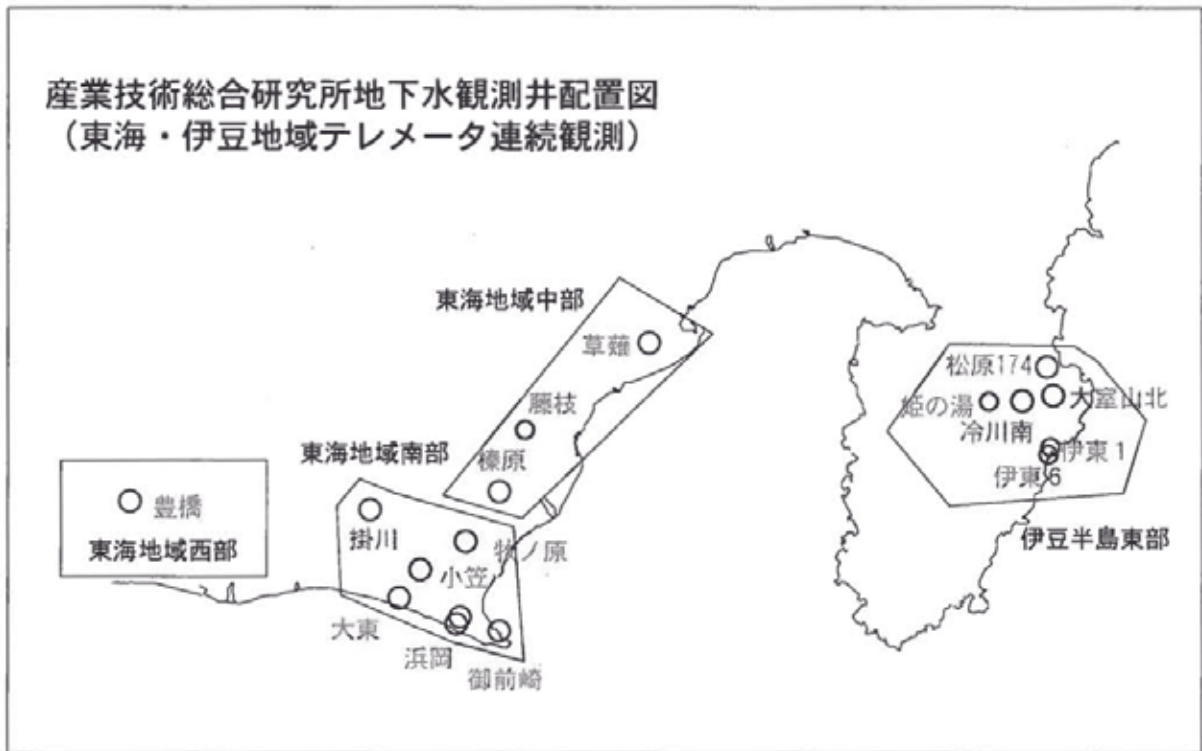 産業技術総合研究所地下水観測井配置図
（東海・伊豆地域テレメータ連続観測）
東海地域中部
草薙
藤枝
榛原
東海地域南部
掛川
牧ノ原
小笠
大東
浜岡
御前崎
豊橋
東海地域西部
松原174
姫の湯
大室山北
冷川南
伊東1
伊東6
伊豆半島東部